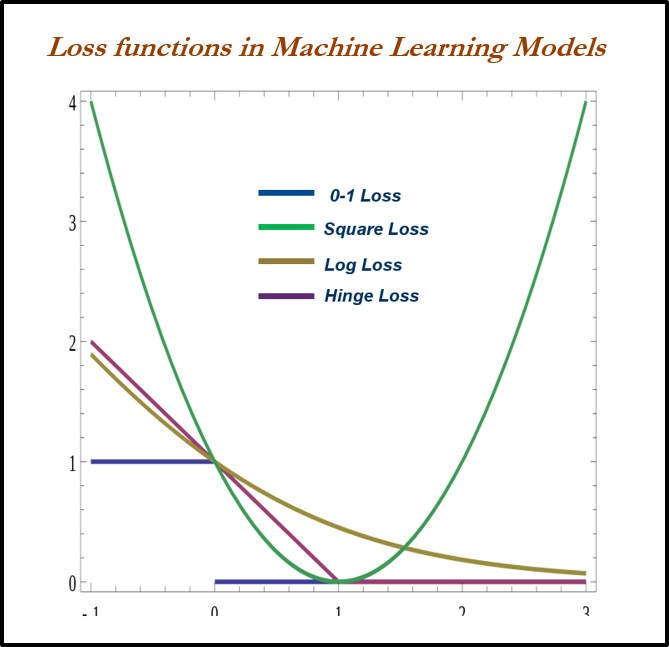 Loss functions in Machine Learning Models
4
3
2
1
0
0-1 Loss
Square Loss
Log Loss
Hinge Loss
-1 0 1 2 3